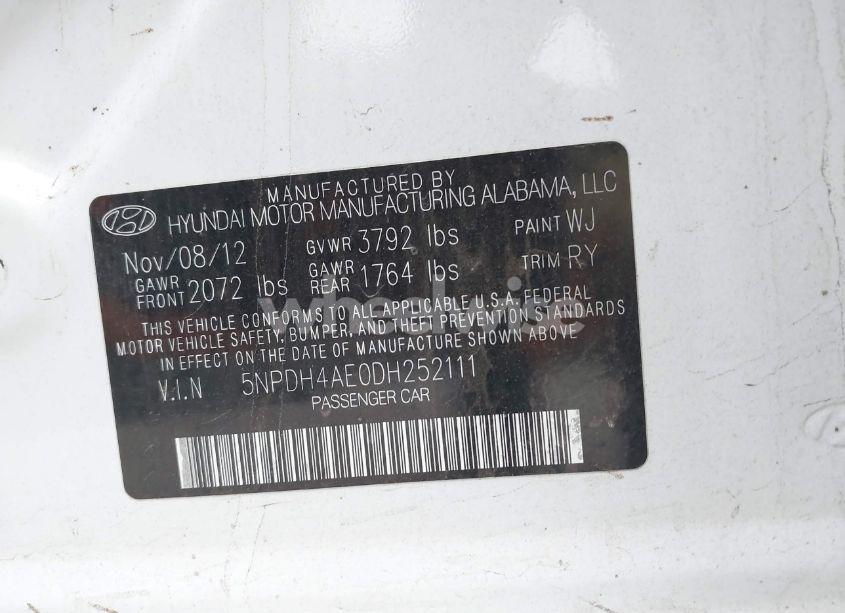 MANUFACTURED BY
HYUNDAI MOTOR MANUFACTURING ALABAMA, LLC
Nov/08/12 GVWR 3792 lbs PAINT WJ
GAWR FRONT 2072 lbs GAWR REAR 1764 lbs TRIM RY
THIS VEHICLE CONFORMS TO ALL APPLICABLE U.S.A. FEDERAL
MOTOR VEHICLE SAFETY, BUMPER, AND THEFT PREVENTION STANDARDS
IN EFFECT ON THE DATE OF MANUFACTURE SHOWN ABOVE
V.I.N 5NPDH4AE0DH252111
PASSENGER CAR
wheelwise